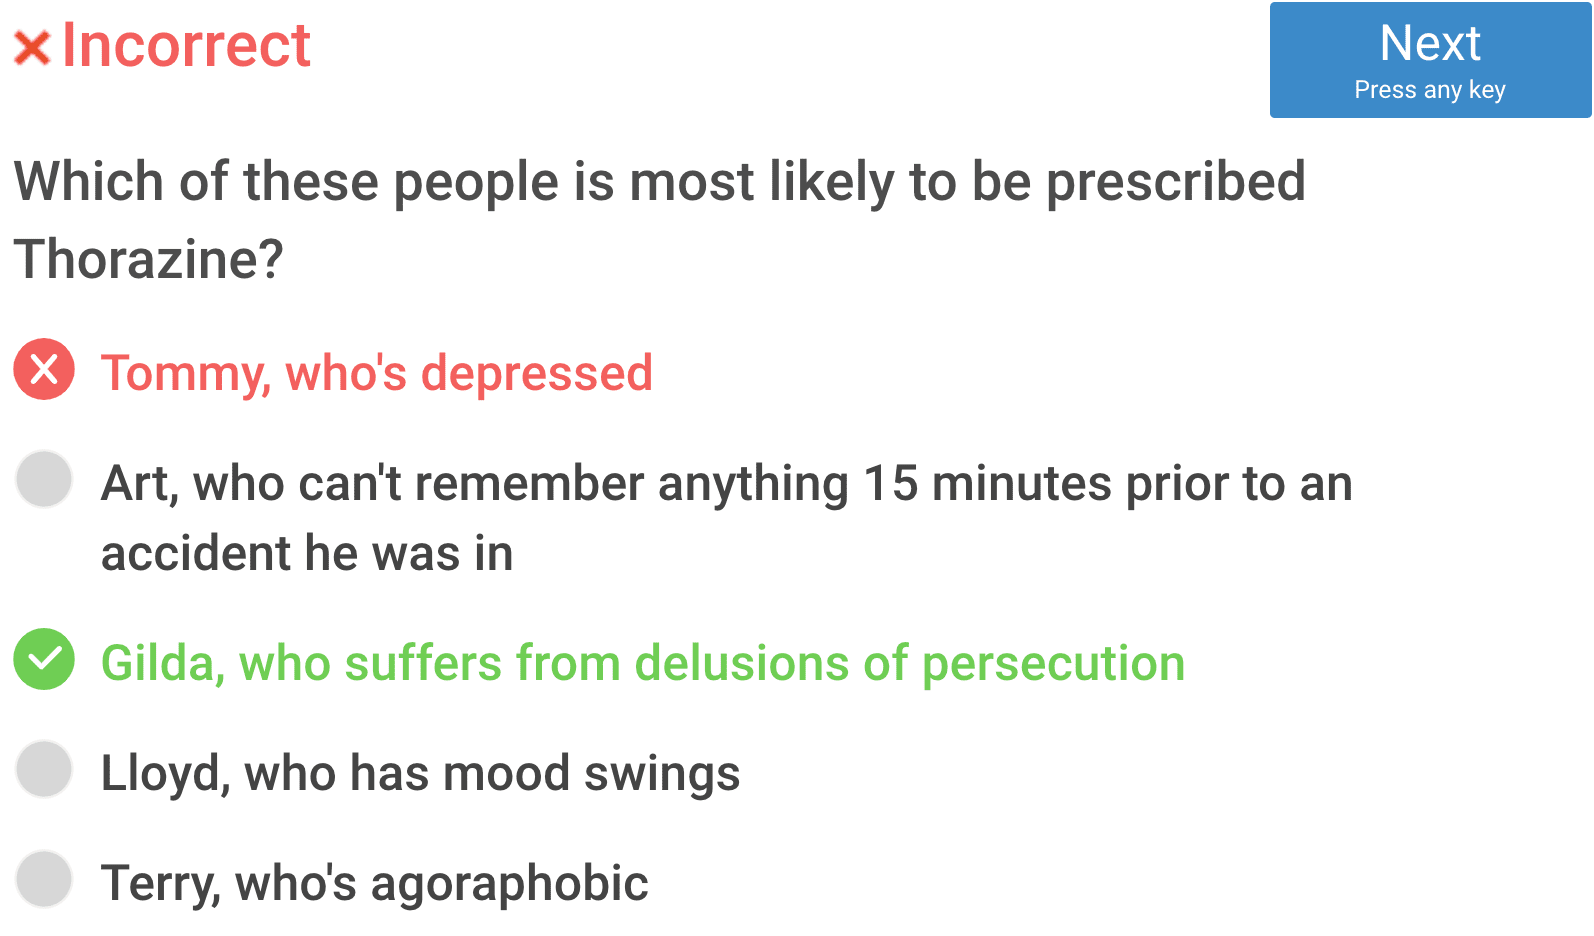 Incorrect
Next
Press any key
Which of these people is most likely to be prescribed
Thorazine?
Tommy, who's depressed
Art, who can't remember anything 15 minutes prior to an
accident he was in
Gilda, who suffers from delusions of persecution
Lloyd, who has mood swings
Terry, who's agoraphobic